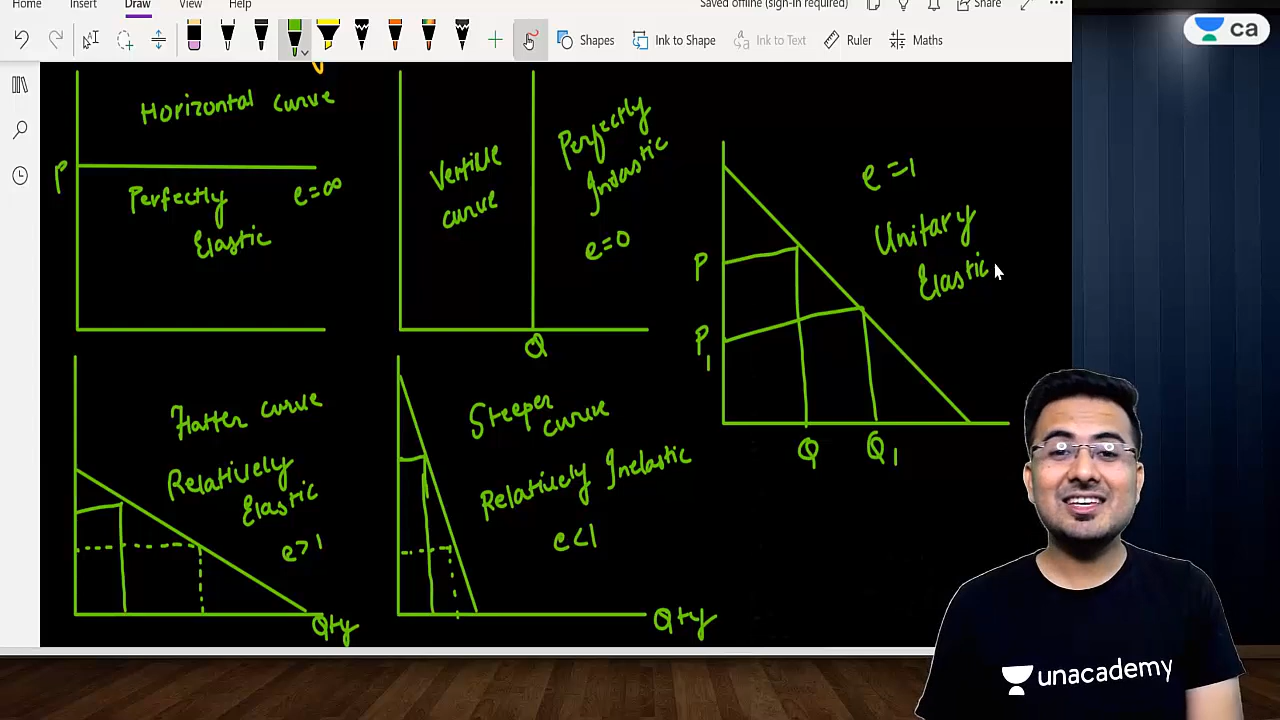 Home Insert Draw View Help
Saved offline (sign-in required)
Share
Shapes
Ink to Shape
Ink to Text
Ruler
Maths
ca
Horizontal curve
P
Perfectly
Elastic
e=∞
Vertical
curve
Perfectly
Inelastic
e=0
Q
e=1
Unitary
Elastic
P
P1
Q Q1
Flatter curve
Relatively
Elastic
e>1
Qty
Steeper
curve
Relatively Inelastic
e<1
Qty
unacademy